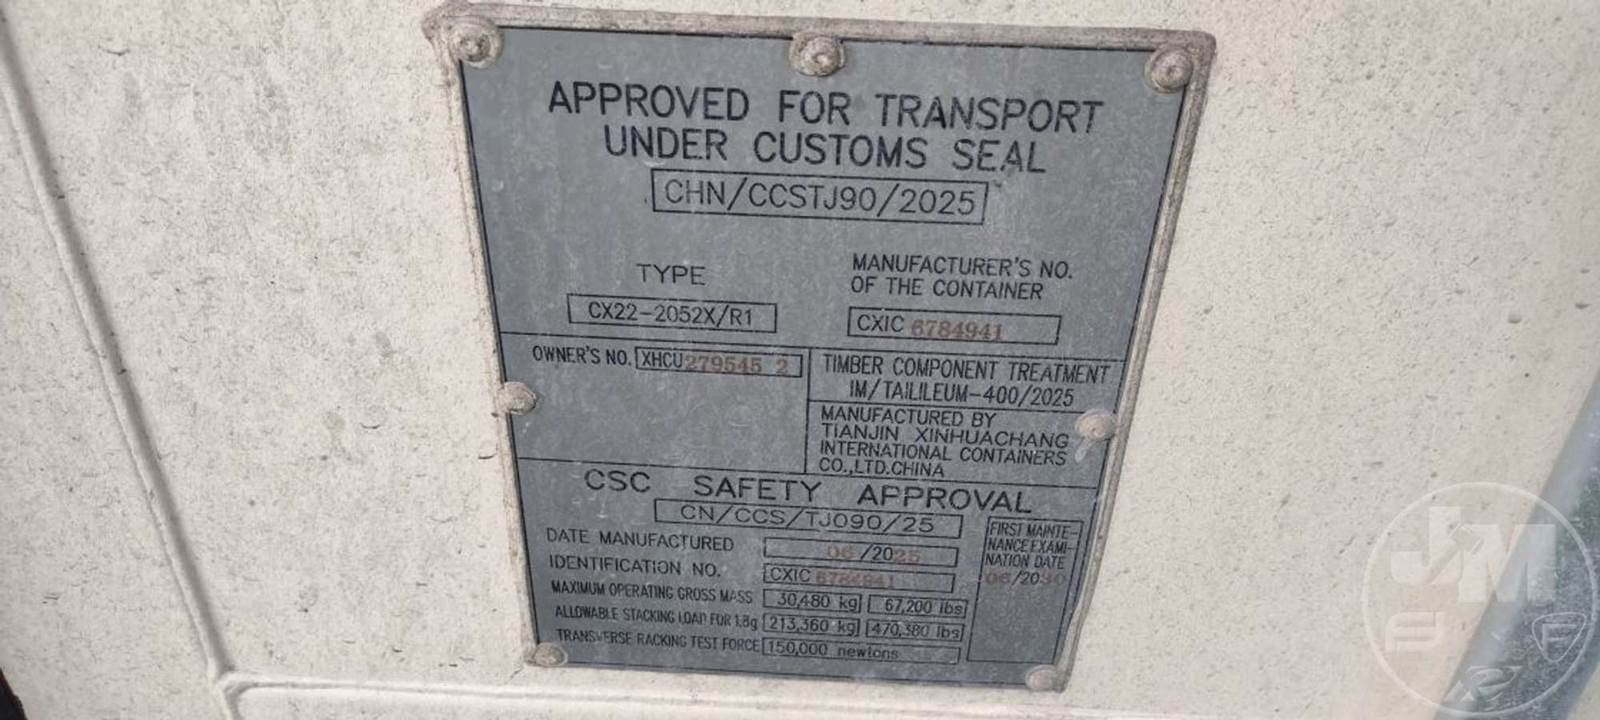 APPROVED FOR TRANSPORT
UNDER CUSTOMS SEAL
CHN/CCSTJ90/2025
TYPE
CX22-2052X/R1
MANUFACTURER'S NO.
OF THE CONTAINER
CXIC 6784941
OWNER'S NO. XHCU 279545 2
TIMBER COMPONENT TREATMENT
IM/TAILILEUM-400/2025
MANUFACTURED BY
TIANJIN XINHUACHANG
INTERNATIONAL CONTAINERS
CO.,LTD.CHINA
CSC SAFETY APPROVAL
CN/CCS/TJ090/25
DATE MANUFACTURED 06/2025
IDENTIFICATION NO. CXIC 6784941
MAXIMUM OPERATING GROSS MASS 30,480 kg 67,200 lbs
ALLOWABLE STACKING LOAD FOR 1.8g 213,360 kg 470,380 lbs
TRANSVERSE RACKING TEST FORCE 150,000 newtons
FIRST MAINTE-
NANCE EXAMI-
NATION DATE
06/2030
JM